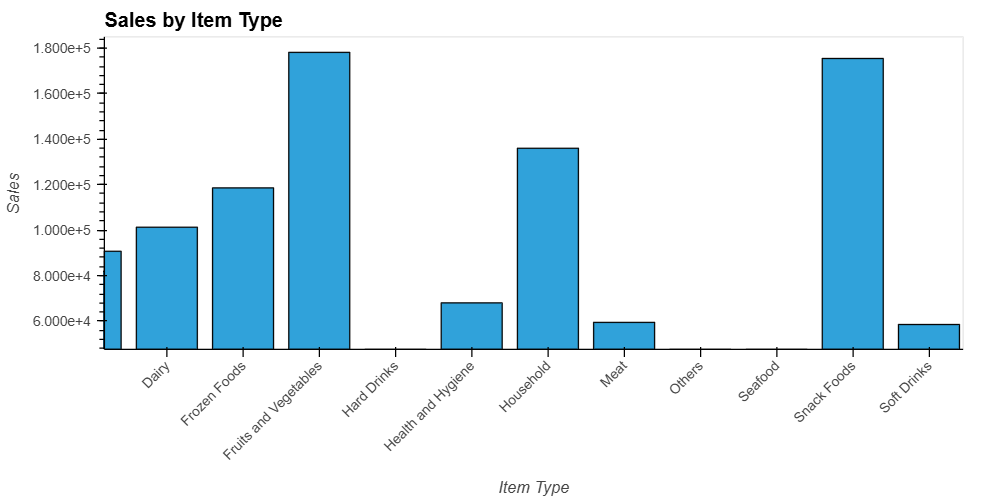 Sales by Item Type
1.800e+5
1.600e+5
1.400e+5
1.200e+5
1.000e+5
8.000e+4
6.000e+4
Sales
Dairy
Frozen Foods
Fruits and Vegetables
Hard Drinks
Health and Hygiene
Household
Meat
Others
Seafood
Snack Foods
Soft Drinks
Item Type